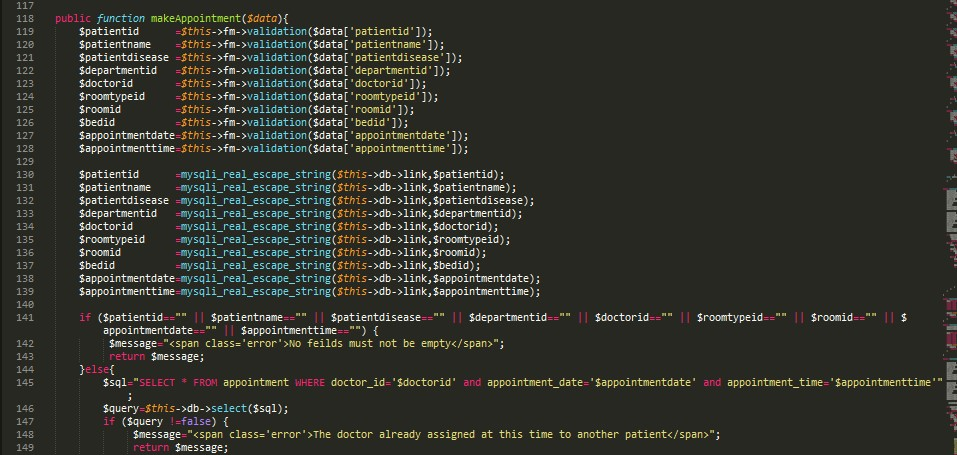 117
118 public function makeAppointment($data){
119 $patientid =$this->fm->validation($data['patientid']);
120 $patientname =$this->fm->validation($data['patientname']);
121 $patientdisease =$this->fm->validation($data['patientdisease']);
122 $departmentid =$this->fm->validation($data['departmentid']);
123 $doctorid =$this->fm->validation($data['doctorid']);
124 $roomtypeid =$this->fm->validation($data['roomtypeid']);
125 $roomid =$this->fm->validation($data['roomid']);
126 $bedid =$this->fm->validation($data['bedid']);
127 $appointmentdate=$this->fm->validation($data['appointmentdate']);
128 $appointmenttime=$this->fm->validation($data['appointmenttime']);
129
130 $patientid =mysqli_real_escape_string($this->db->link,$patientid);
131 $patientname =mysqli_real_escape_string($this->db->link,$patientname);
132 $patientdisease =mysqli_real_escape_string($this->db->link,$patientdisease);
133 $departmentid =mysqli_real_escape_string($this->db->link,$departmentid);
134 $doctorid =mysqli_real_escape_string($this->db->link,$doctorid);
135 $roomtypeid =mysqli_real_escape_string($this->db->link,$roomtypeid);
136 $roomid =mysqli_real_escape_string($this->db->link,$roomid);
137 $bedid =mysqli_real_escape_string($this->db->link,$bedid);
138 $appointmentdate=mysqli_real_escape_string($this->db->link,$appointmentdate);
139 $appointmenttime=mysqli_real_escape_string($this->db->link,$appointmenttime);
140
141 if ($patientid=="" || $patientname=="" || $patientdisease=="" || $departmentid=="" || $doctorid=="" || $roomtypeid=="" || $roomid=="" || $
appointmentdate=="" || $appointmenttime=="") {
142 $message="<span class='error'>No feilds must not be empty</span>";
143 return $message;
144 }else{
145 $sql="SELECT * FROM appointment WHERE doctor_id='$doctorid' and appointment_date='$appointmentdate' and appointment_time='$appointmenttime'"
;
146 $query=$this->db->select($sql);
147 if ($query !=false) {
148 $message="<span class='error'>The doctor already assigned at this time to another patient</span>";
149 return $message;